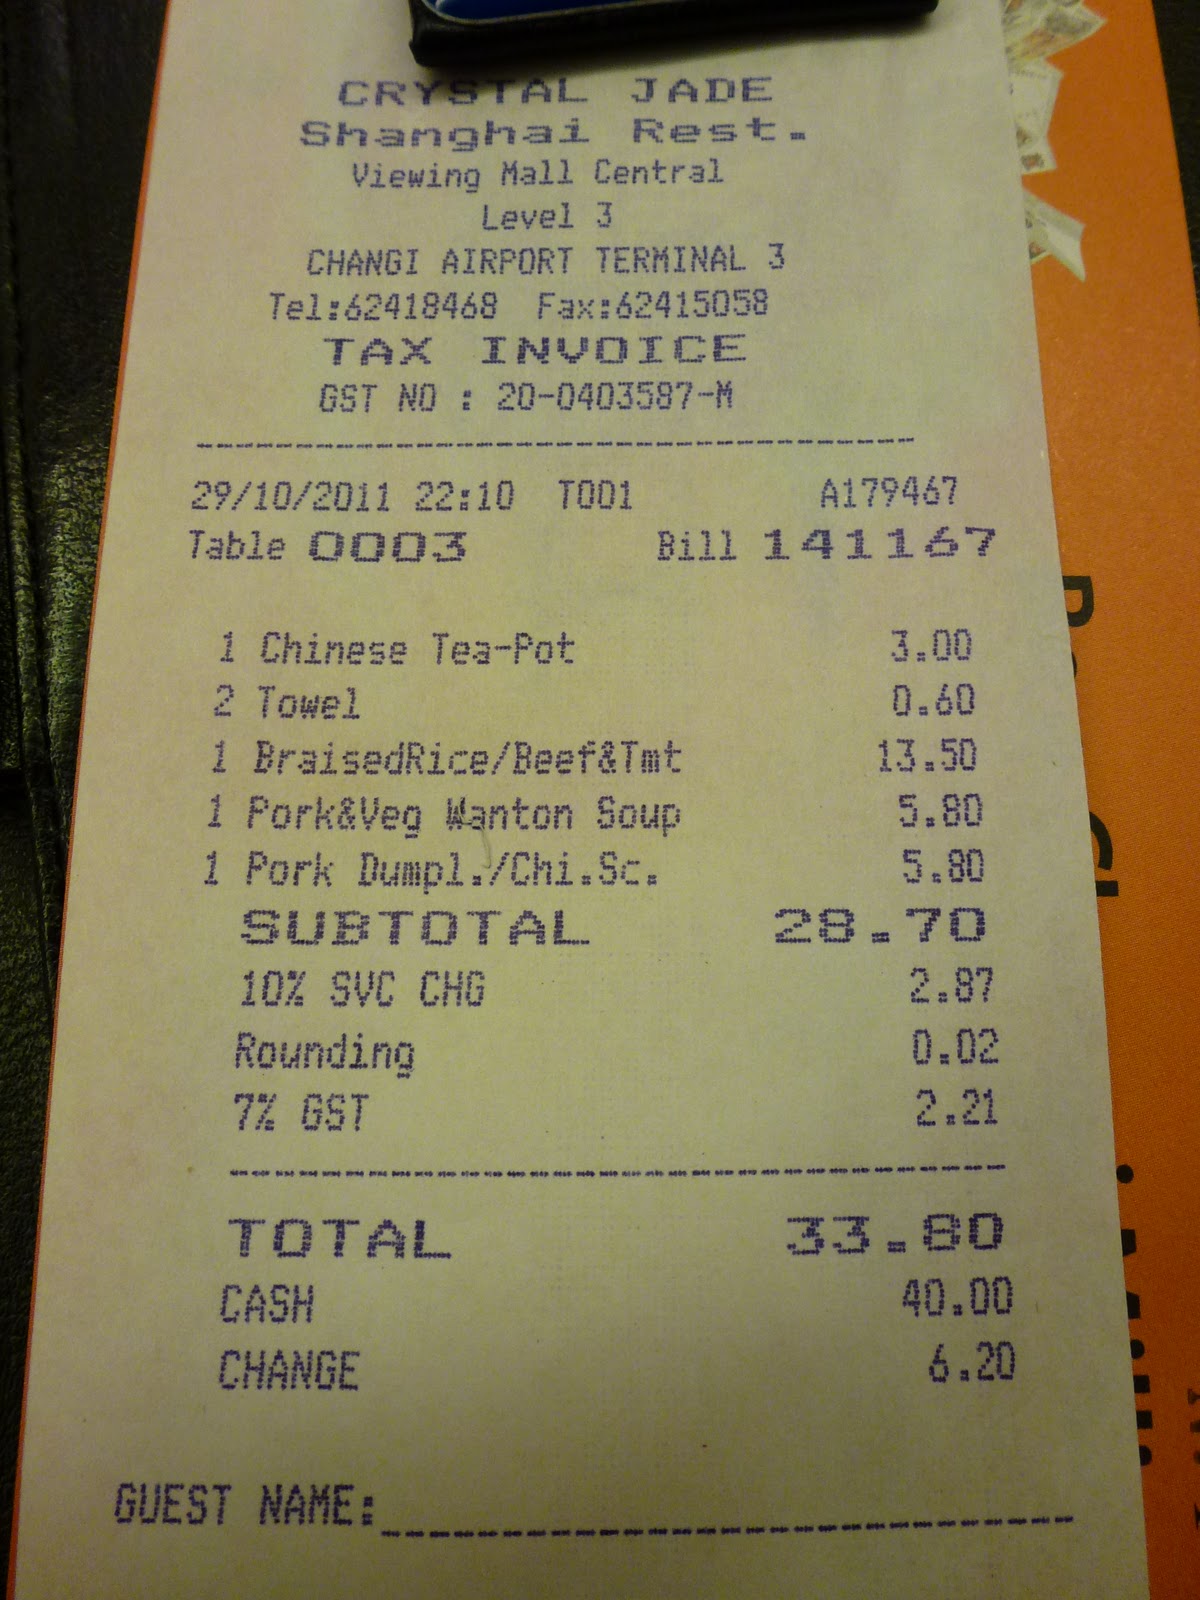 CRYSTAL JADE
Shanghai Rest.
Viewing Mall Central
Level 3
CHANGI AIRPORT TERMINAL 3
Tel:62418468 Fax:62415058
TAX INVOICE
GST NO : 20-0403587-M
29/10/2011 22:10 T001 A179467
Table 0003 Bill 141167
1 Chinese Tea-Pot 3.00
2 Towel 0.60
1 BraisedRice/Beef&Tmt 13.50
1 Pork&Veg Wanton Soup 5.80
1 Pork Dumpl./Chi.Sc. 5.80
SUBTOTAL 28.70
10% SVC CHG 2.87
Rounding 0.02
7% GST 2.21
TOTAL 33.80
CASH 40.00
CHANGE 6.20
GUEST NAME: